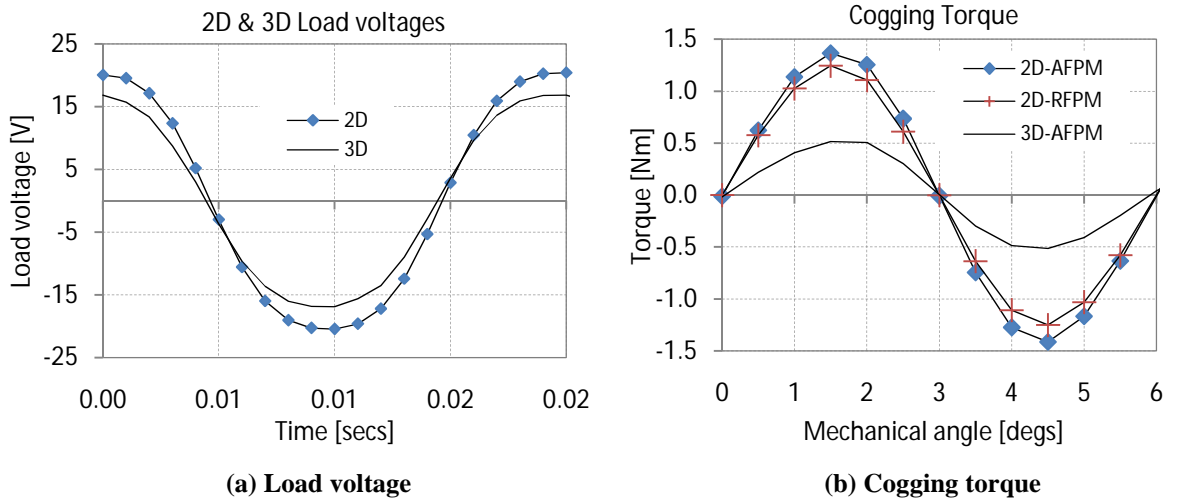 2D & 3D Load voltages
25
15
5
-5
-15
-25
Load voltage [V]
2D
3D
0.00 0.01 0.01 0.02 0.02
Time [secs]
(a) Load voltage
Cogging Torque
1.5
1.0
0.5
0.0
-0.5
-1.0
-1.5
Torque [Nm]
2D-AFPM
2D-RFPM
3D-AFPM
0 1 2 3 4 5 6
Mechanical angle [degs]
(b) Cogging torque